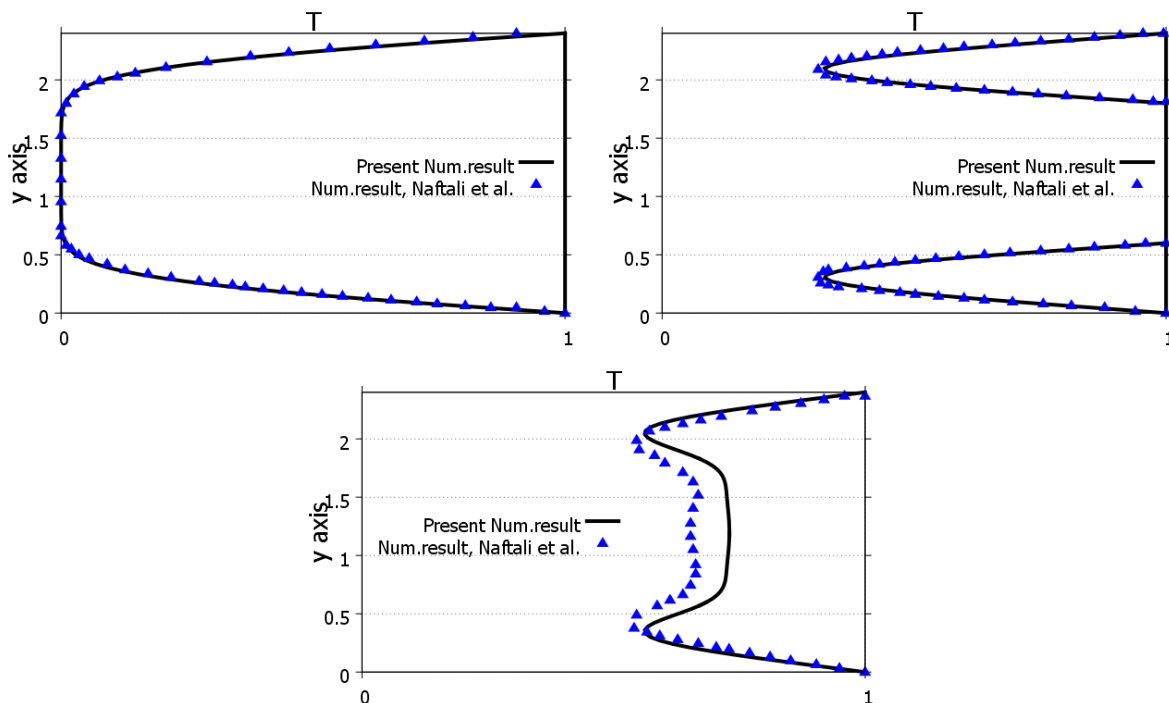 T
2
1.5
1
0.5
0
y axis
Present Num.result
Num.result, Naftali et al.
0
1
T
2
1.5
1
0.5
0
y axis
Present Num.result
Num.result, Naftali et al.
0
1
T
2
1.5
1
0.5
0
y axis
Present Num.result
Num.result, Naftali et al.
0
1